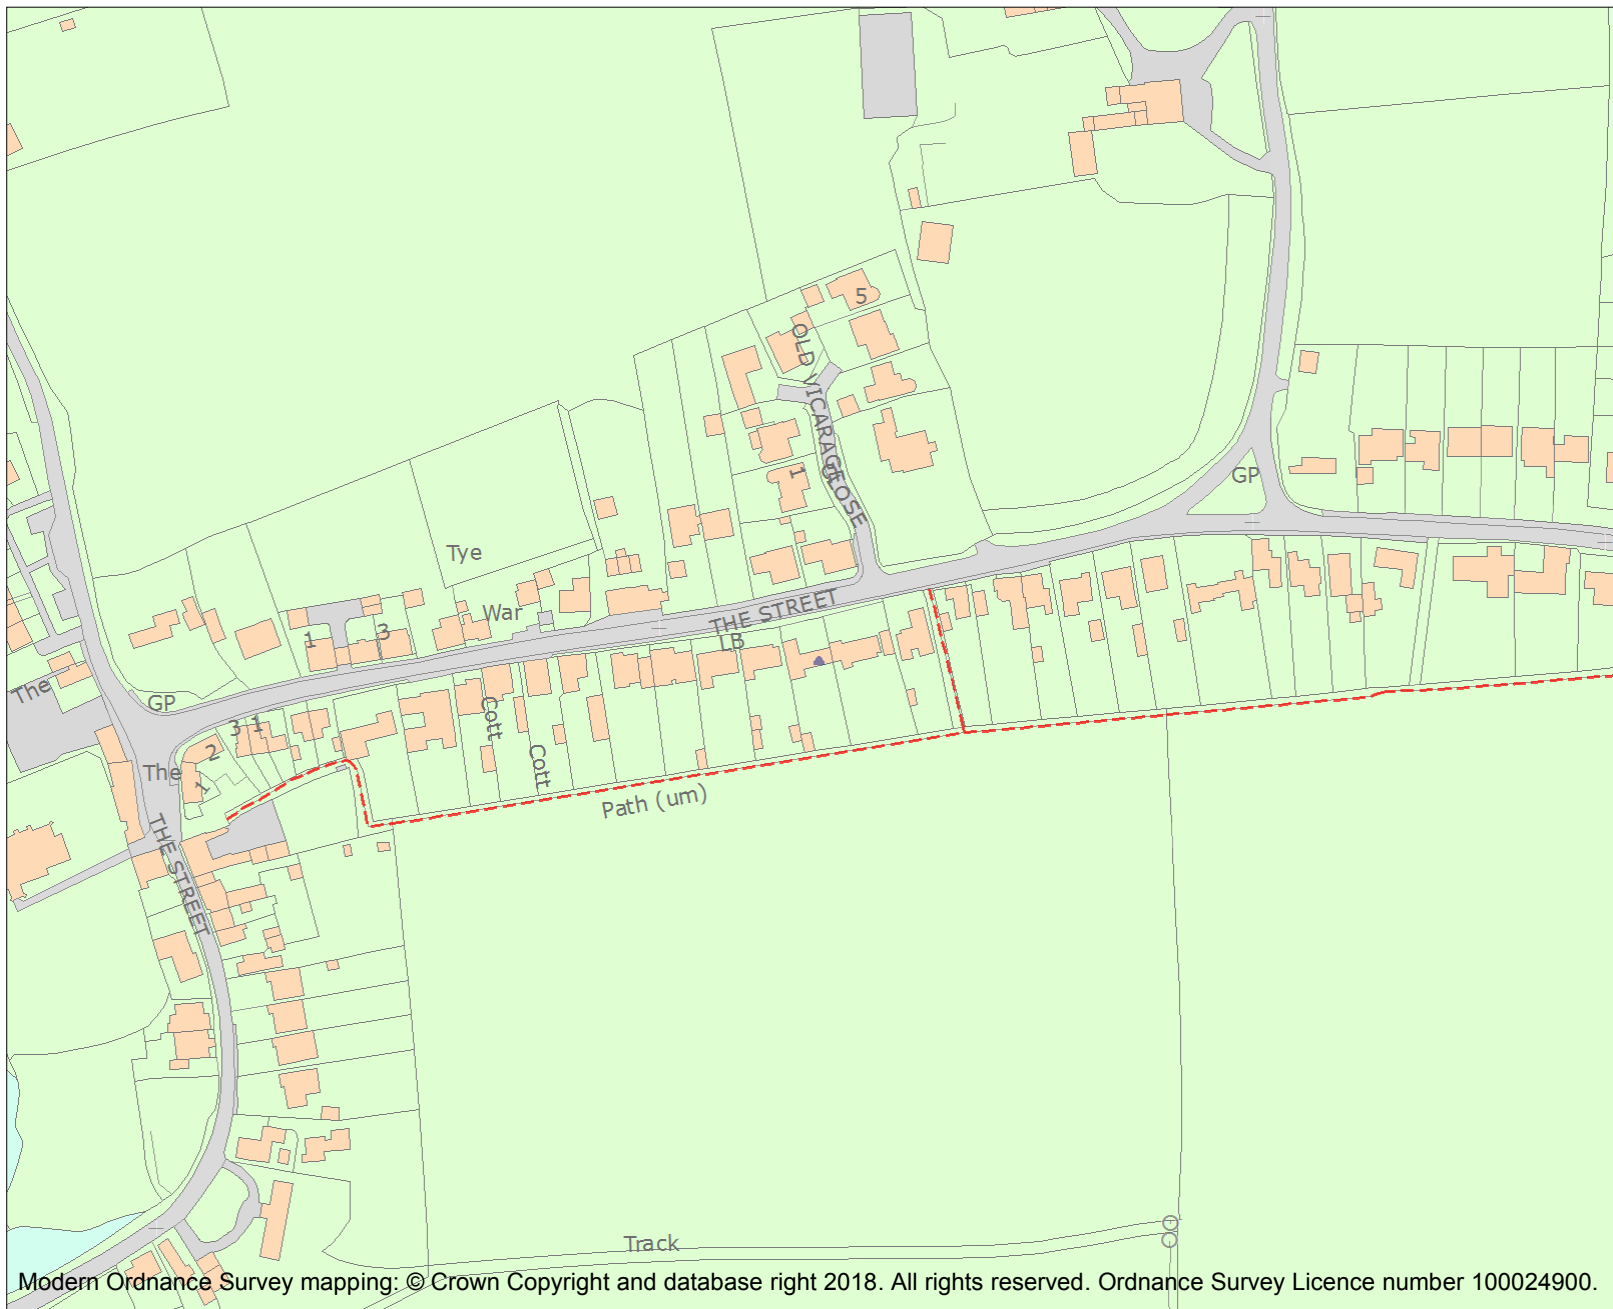 5
OLD VICARAGE
CLOSE
1
GP
Tye
War
1
3
THE STREET
LB
The
GP
3
1
2
The
1
Cott
Cott
Path (um)
THE STREET
Track
Modern Ordnance Survey mapping: © Crown Copyright and database right 2018. All rights reserved. Ordnance Survey Licence number 100024900.